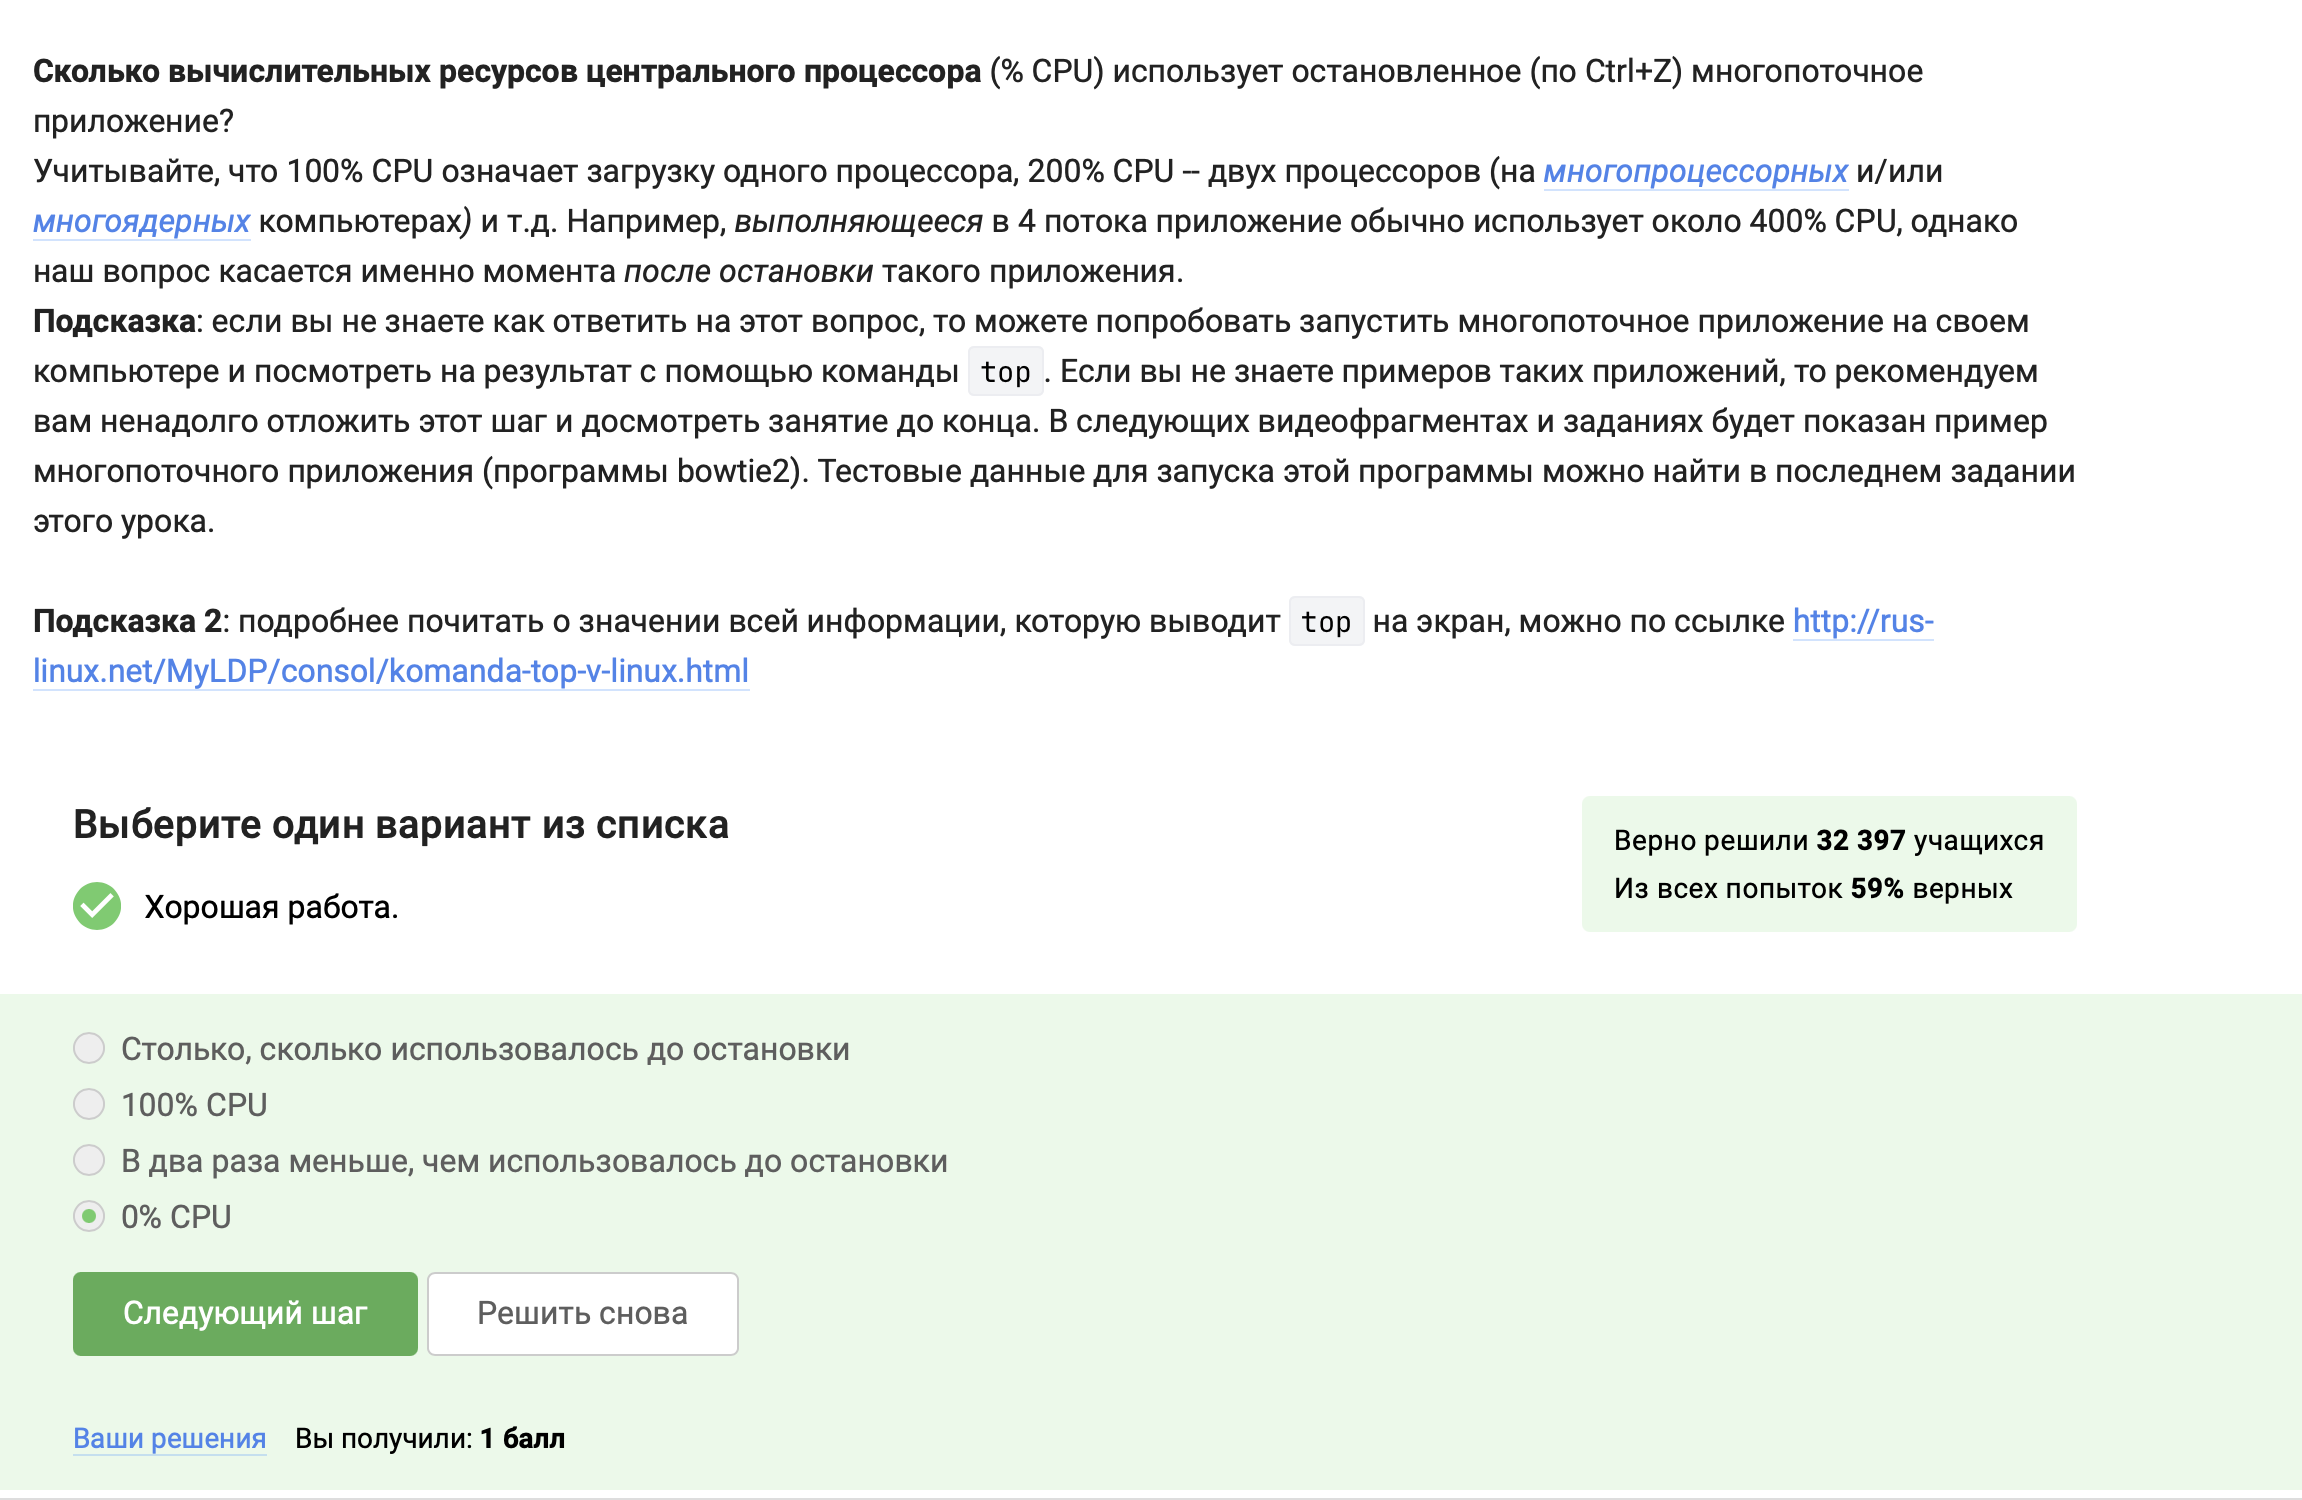 Сколько вычислительных ресурсов центрального процессора (% CPU) использует остановленное (по Ctrl+Z) многопоточное
приложение?
Учитывайте, что 100% CPU означает загрузку одного процессора, 200% CPU -- двух процессоров (на многопроцессорных и/или
многоядерных компьютерах) и т.д. Например, выполняющееся в 4 потока приложение обычно использует около 400% CPU, однако
наш вопрос касается именно момента после остановки такого приложения.
Подсказка: если вы не знаете как ответить на этот вопрос, то можете попробовать запустить многопоточное приложение на своем
компьютере и посмотреть на результат с помощью команды top. Если вы не знаете примеров таких приложений, то рекомендуем
вам ненадолго отложить этот шаг и досмотреть занятие до конца. В следующих видеофрагментах и заданиях будет показан пример
многопоточного приложения (программы bowtie2). Тестовые данные для запуска этой программы можно найти в последнем задании
этого урока.
Подсказка 2: подробнее почитать о значении всей информации, которую выводит top на экран, можно по ссылке http://rus-
linux.net/MyLDP/consol/komanda-top-v-linux.html
Выберите один вариант из списка
Хорошая работа.
Верно решили 32 397 учащихся
Из всех попыток 59% верных
Столько, сколько использовалось до остановки
100% CPU
В два раза меньше, чем использовалось до остановки
0% CPU
Следующий шаг
Решить снова
Ваши решения
Вы получили: 1 балл